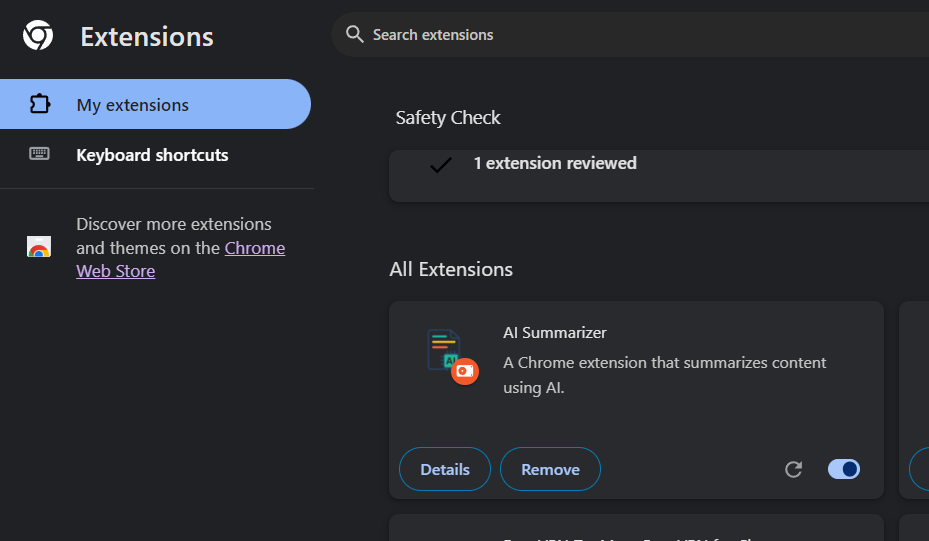 Extensions
Search extensions
My extensions
Keyboard shortcuts
Discover more extensions
and themes on the Chrome
Web Store
Safety Check
1 extension reviewed
All Extensions
AI Summarizer
A Chrome extension that summarizes content
using AI.
AI
Details
Remove